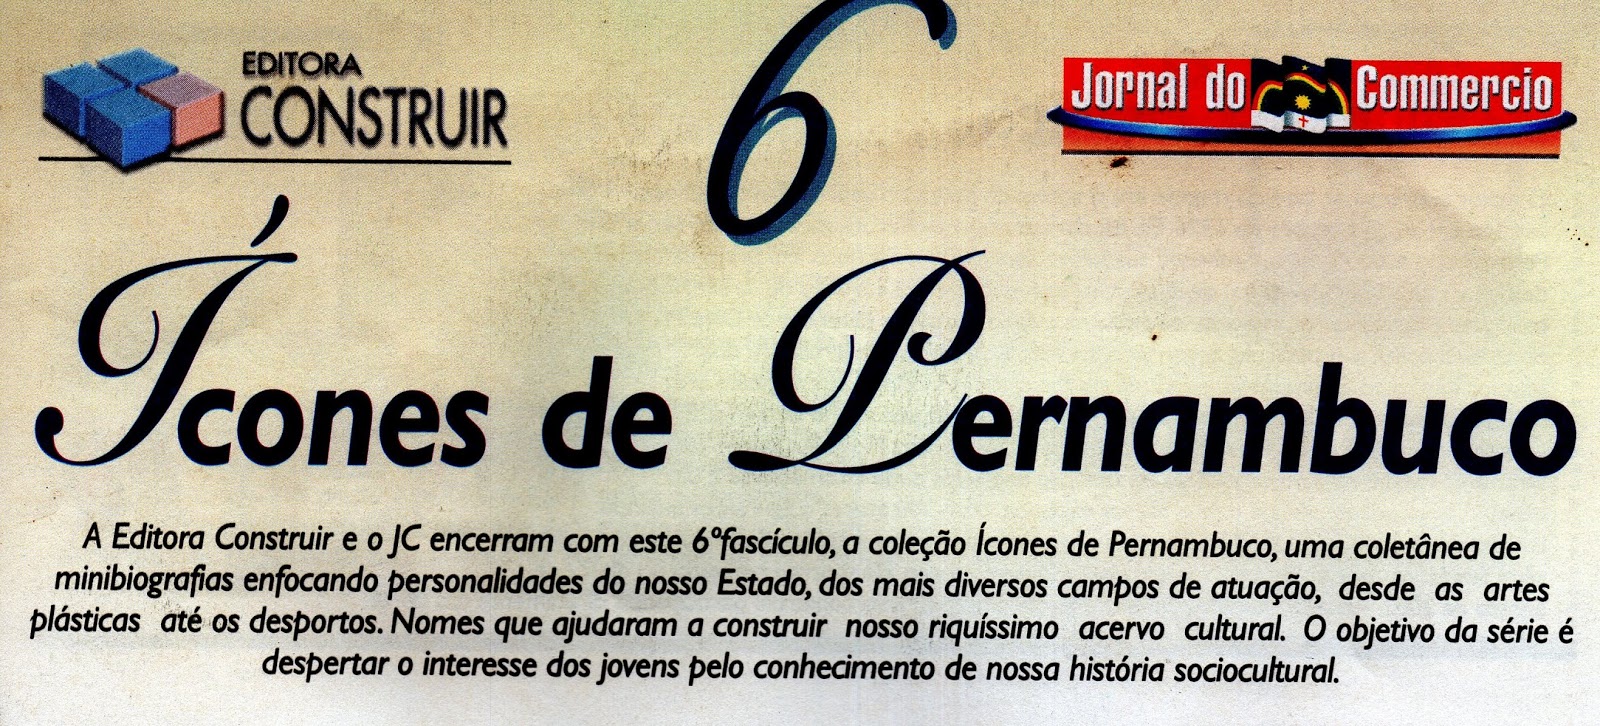 EDITORA
CONSTRUIR
6
Jornal do Commercio
Ícones de Pernambuco
A Editora Construir e o JC encerram com este 6ºfascículo, a coleção Ícones de Pernambuco, uma coletânea de
minibiografias enfocando personalidades do nosso Estado, dos mais diversos campos de atuação, desde as artes
plásticas até os desportos. Nomes que ajudaram a construir nosso riquíssimo acervo cultural. O objetivo da série é
despertar o interesse dos jovens pelo conhecimento de nossa história sociocultural.